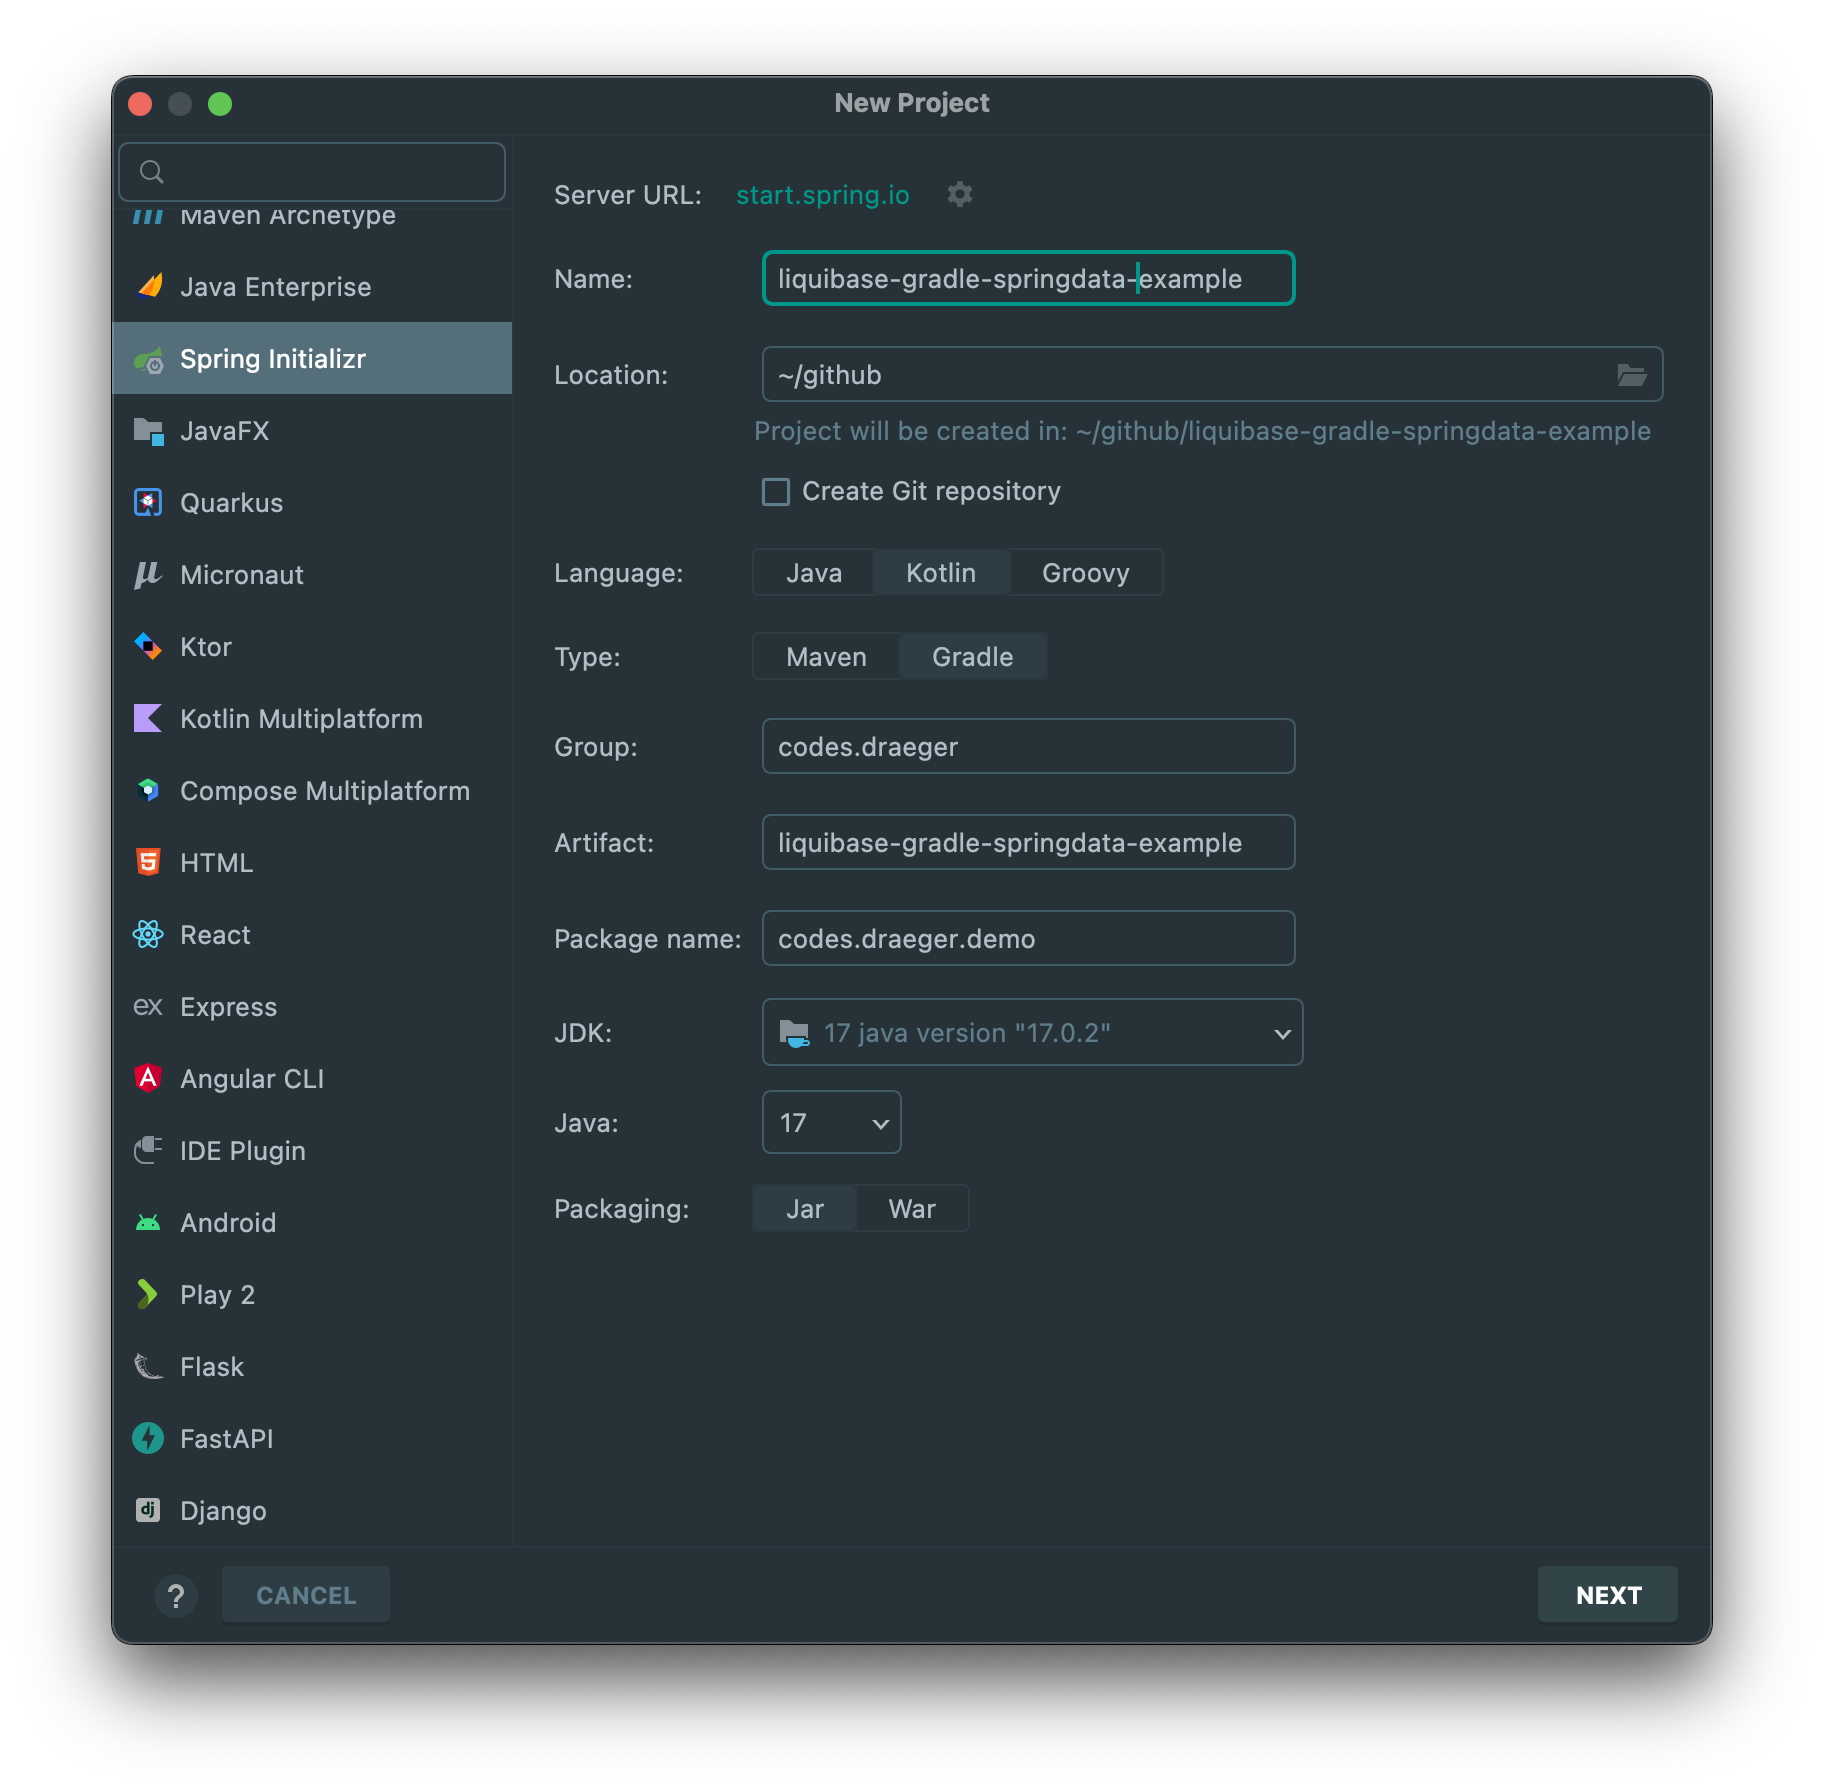 New Project
Maven Archetype
Java Enterprise
Spring Initializr
JavaFX
Quarkus
Micronaut
Ktor
Kotlin Multiplatform
Compose Multiplatform
HTML
React
ex Express
Angular CLI
IDE Plugin
Android
Play 2
Flask
FastAPI
dj Django
Server URL: start.spring.io
Name: liquibase-gradle-springdata-example
Location: ~/github
Project will be created in: ~/github/liquibase-gradle-springdata-example
Create Git repository
Language: Java Kotlin Groovy
Type: Maven Gradle
Group: codes.draeger
Artifact: liquibase-gradle-springdata-example
Package name: codes.draeger.demo
JDK: 17 java version "17.0.2"
Java: 17
Packaging: Jar War
? CANCEL NEXT